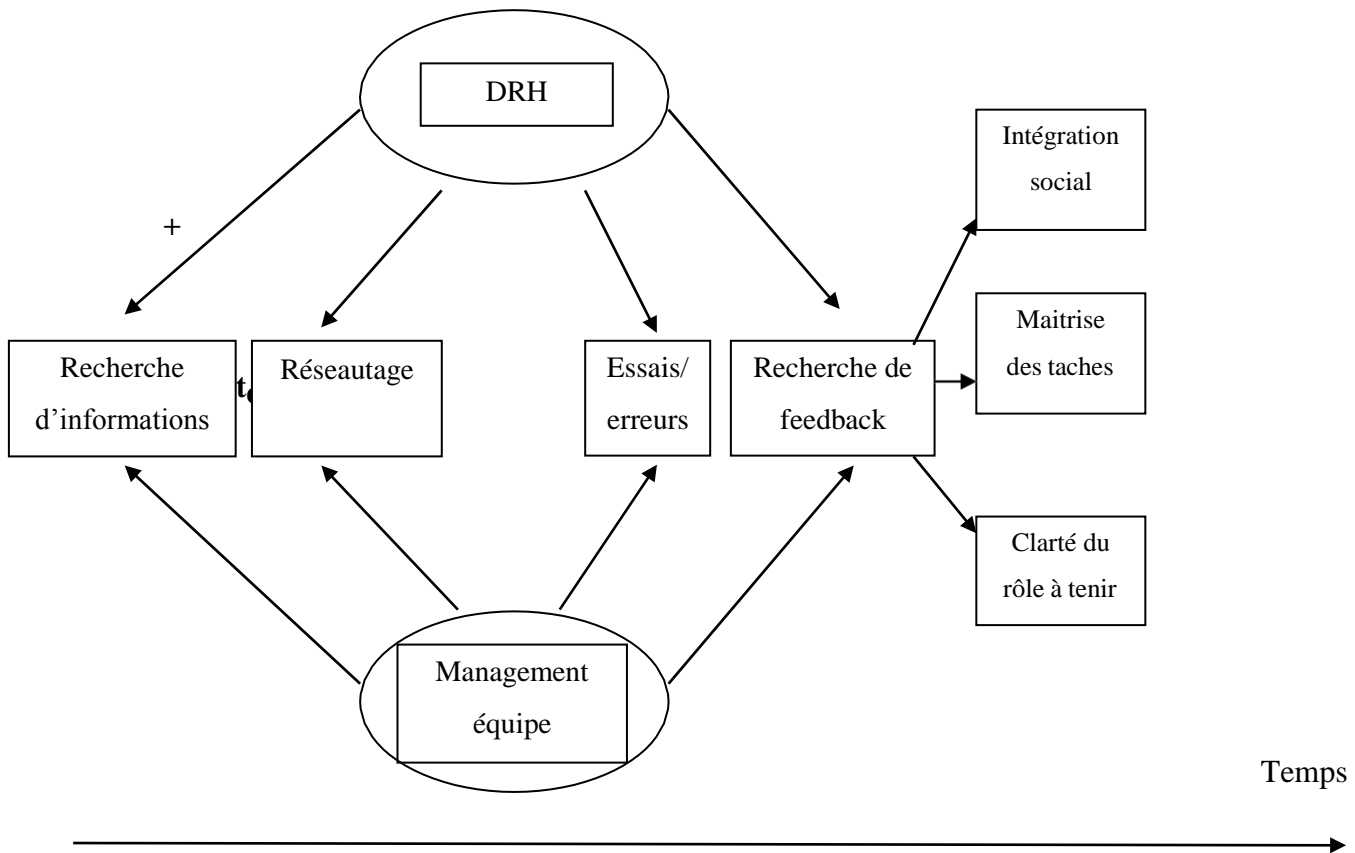 DRH
Intégration
social
+
Maitrise
des taches
Recherche
d’informations
Réseautage
Essais/
erreurs
Recherche de
feedback
Clarté du
rôle à tenir
Management
équipe
Temps